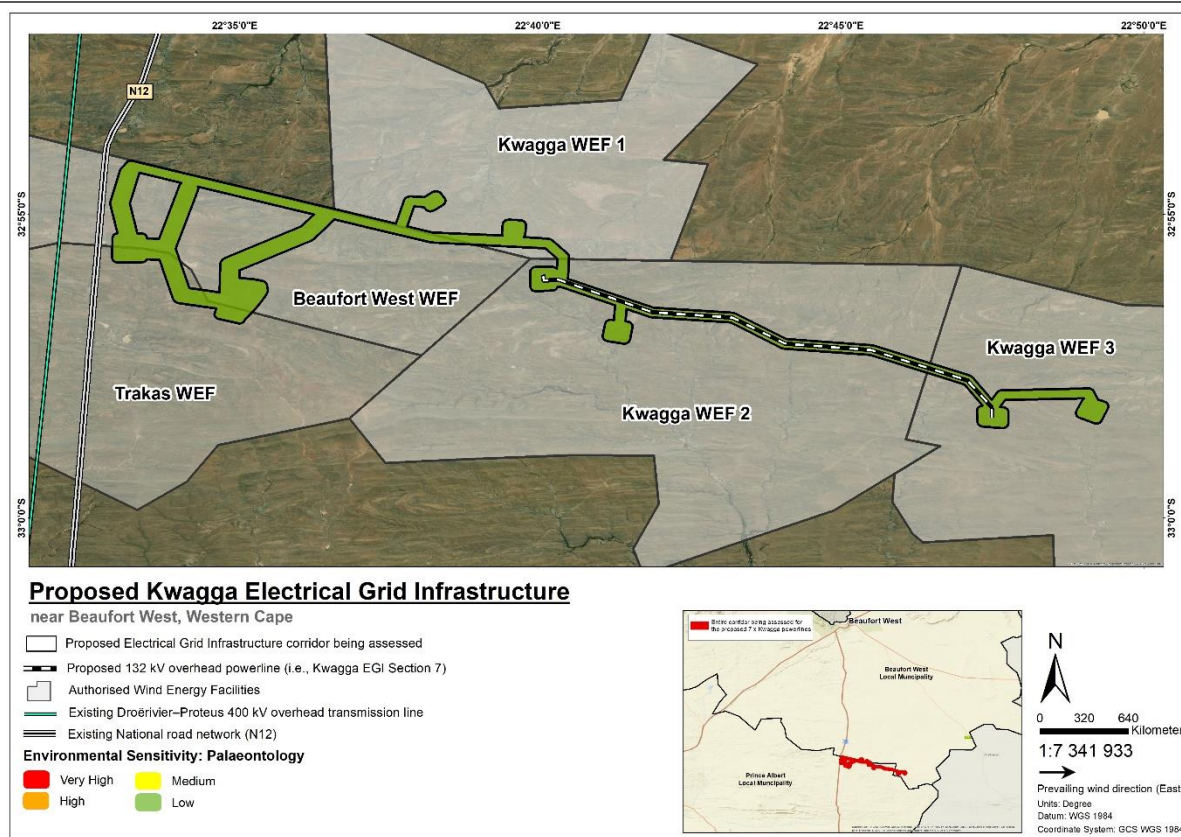 22°35'0"E
22°40'0"E
22°45'0"E
22°50'0"E
N12
Kwagga WEF 1
32°55'0"S
32°55'0"S
Beaufort West WEF
Kwagga WEF 3
Trakas WEF
Kwagga WEF 2
33°0'0"S
33°0'0"S
Proposed Kwagga Electrical Grid Infrastructure
near Beaufort West, Western Cape
Proposed Electrical Grid Infrastructure corridor being assessed
Proposed 132 kV overhead powerline (i.e., Kwagga EGI Section 7)
Authorised Wind Energy Facilities
Existing Droërivier–Proteus 400 kV overhead transmission line
Existing National road network (N12)
Environmental Sensitivity: Palaeontology
Very High
Medium
High
Low
Entire corridor being assessed for
the proposed 7 x Kwagga powerlines
Beaufort West
Beaufort West
Local Municipality
Prince Albert
Local Municipality
N
0 320 640
Kilometer
1:7 341 933
Prevailing wind direction (East
Units: Degree
Datum: WGS 1984
Coordinate System: GCS WGS 198